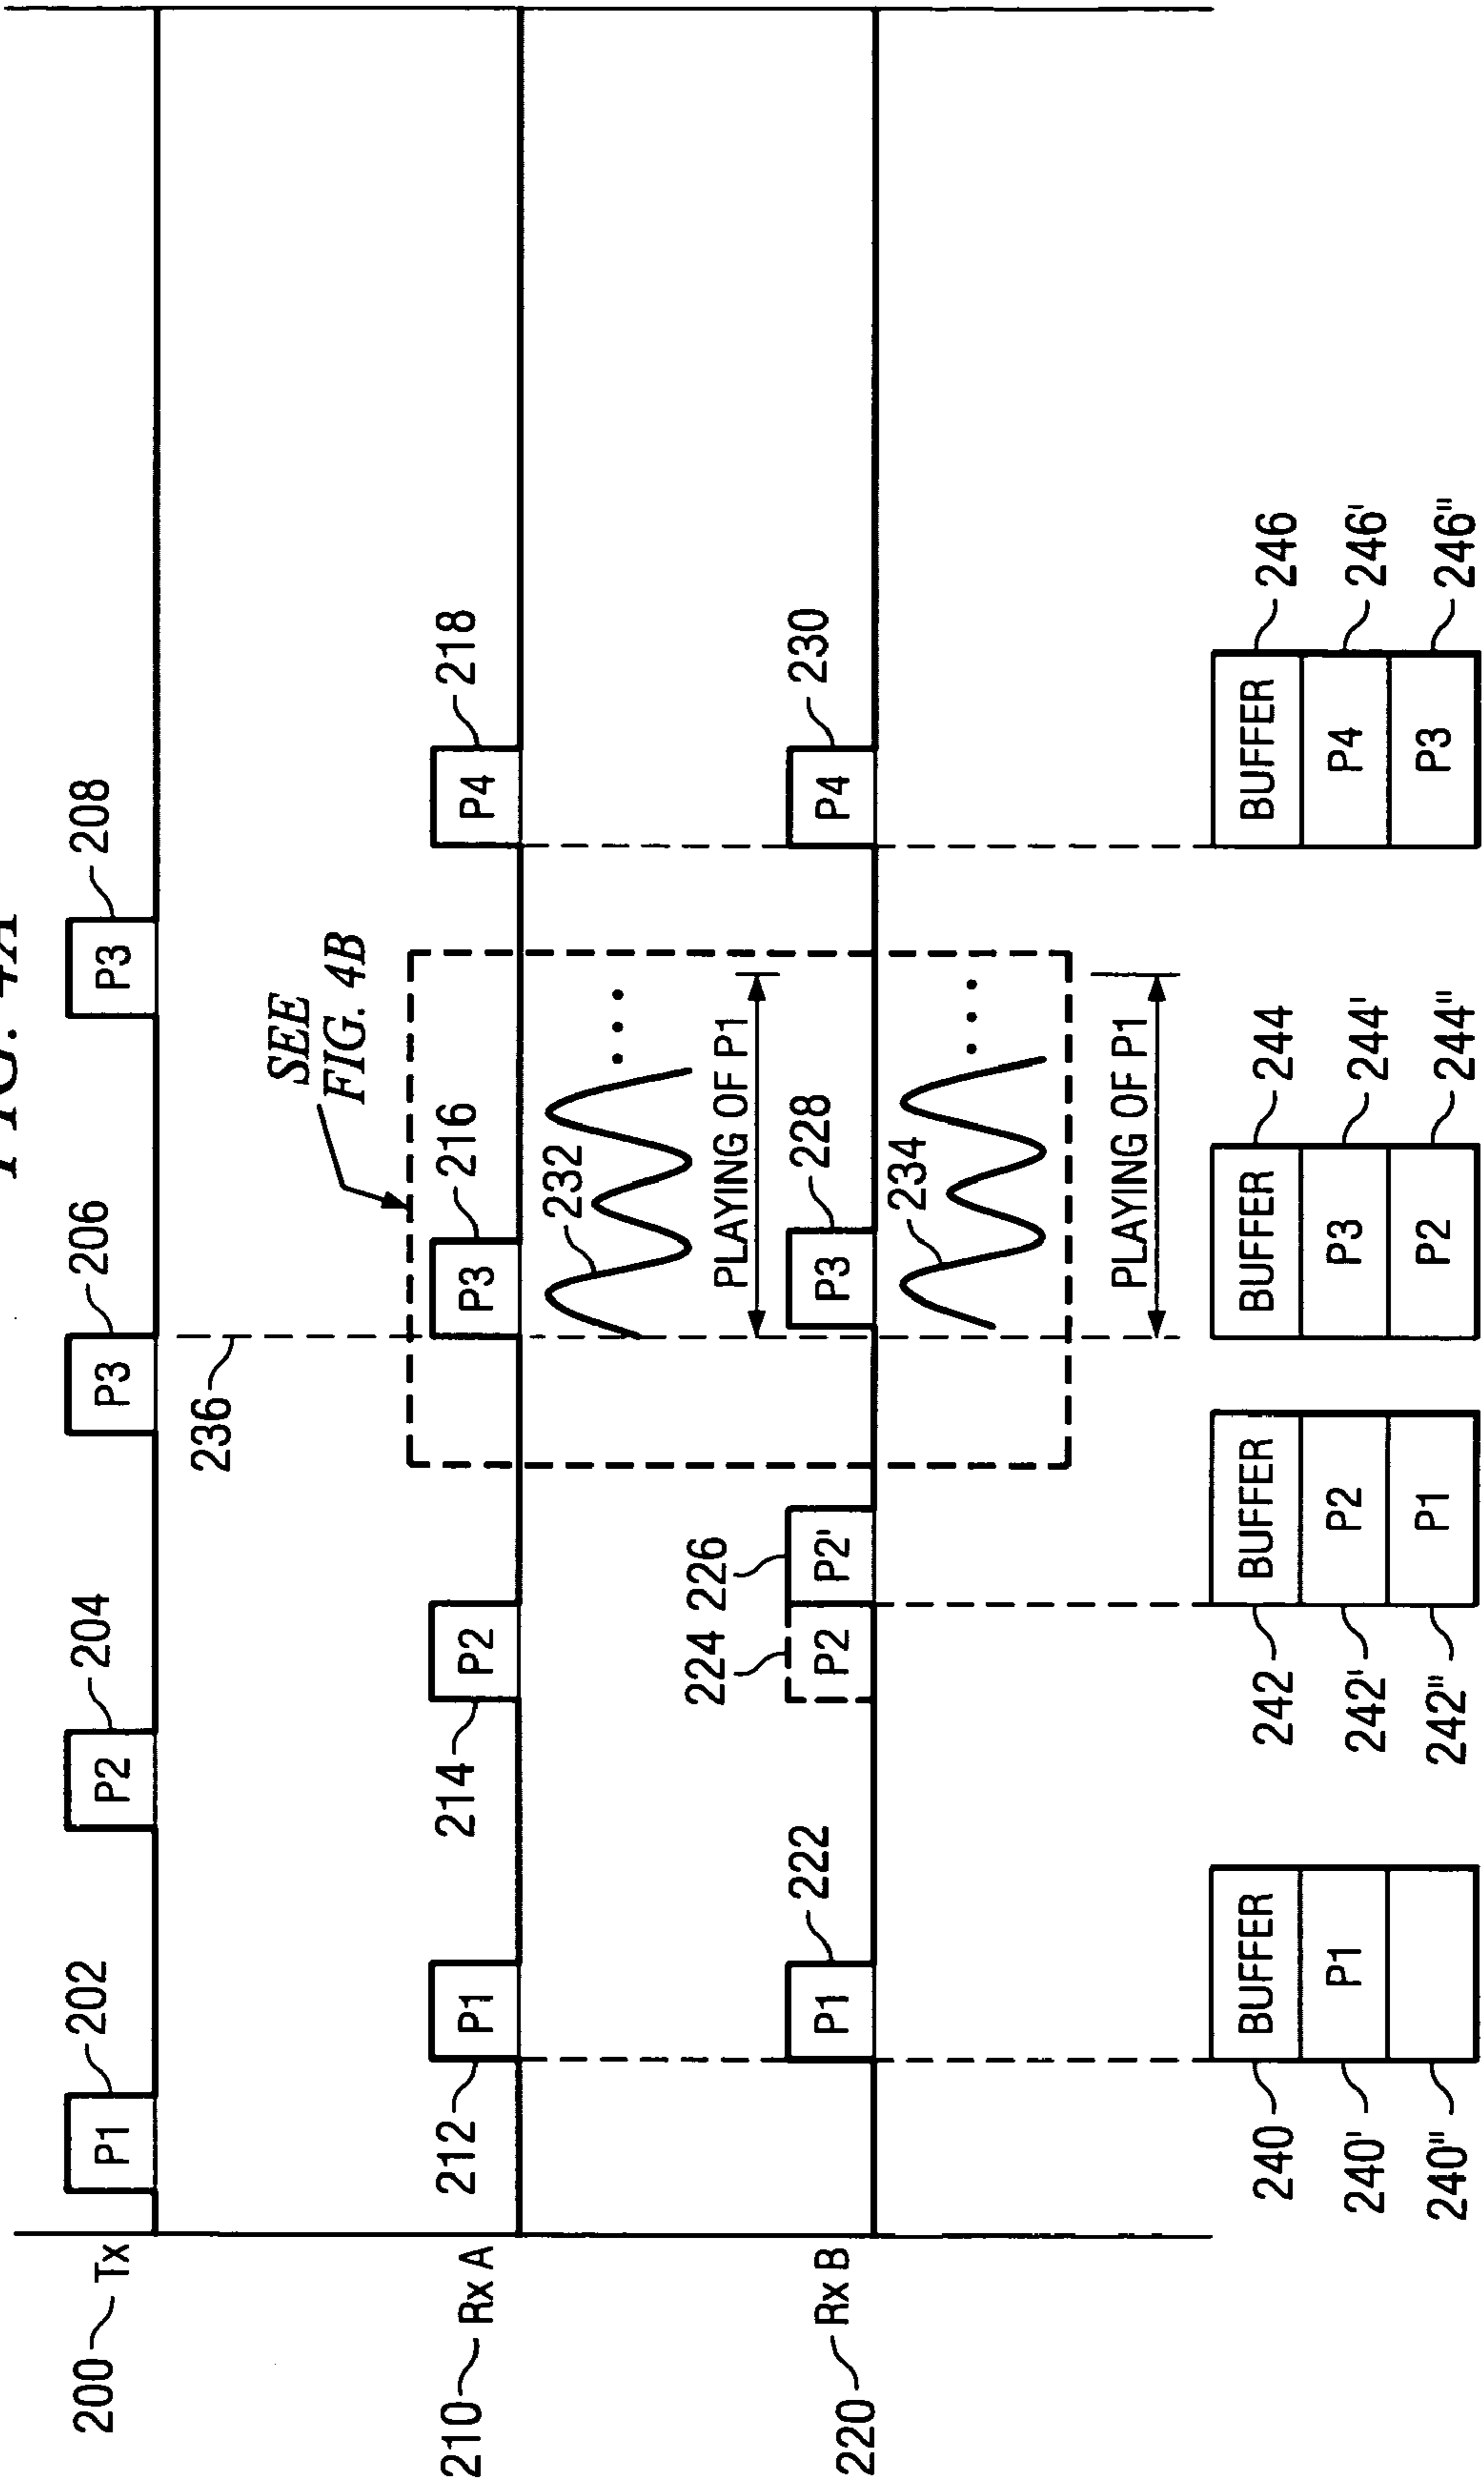 FIG. 4A
200 Tx
P1 202
P2 204
P3 206
P3 208
236
SEE
FIG. 4B
210 Rx A
212 P1
214 P2
P3 216
P4 218
232
PLAYING OF P1
220 Rx B
P1 222
224 P2
226 P2'
P3 228
P4 230
234
PLAYING OF P1
240 BUFFER
240' P1
240"
242 BUFFER
242' P2
242" P1
BUFFER 244
P3 244'
P2 244"
BUFFER 246
P4 246'
P3 246"